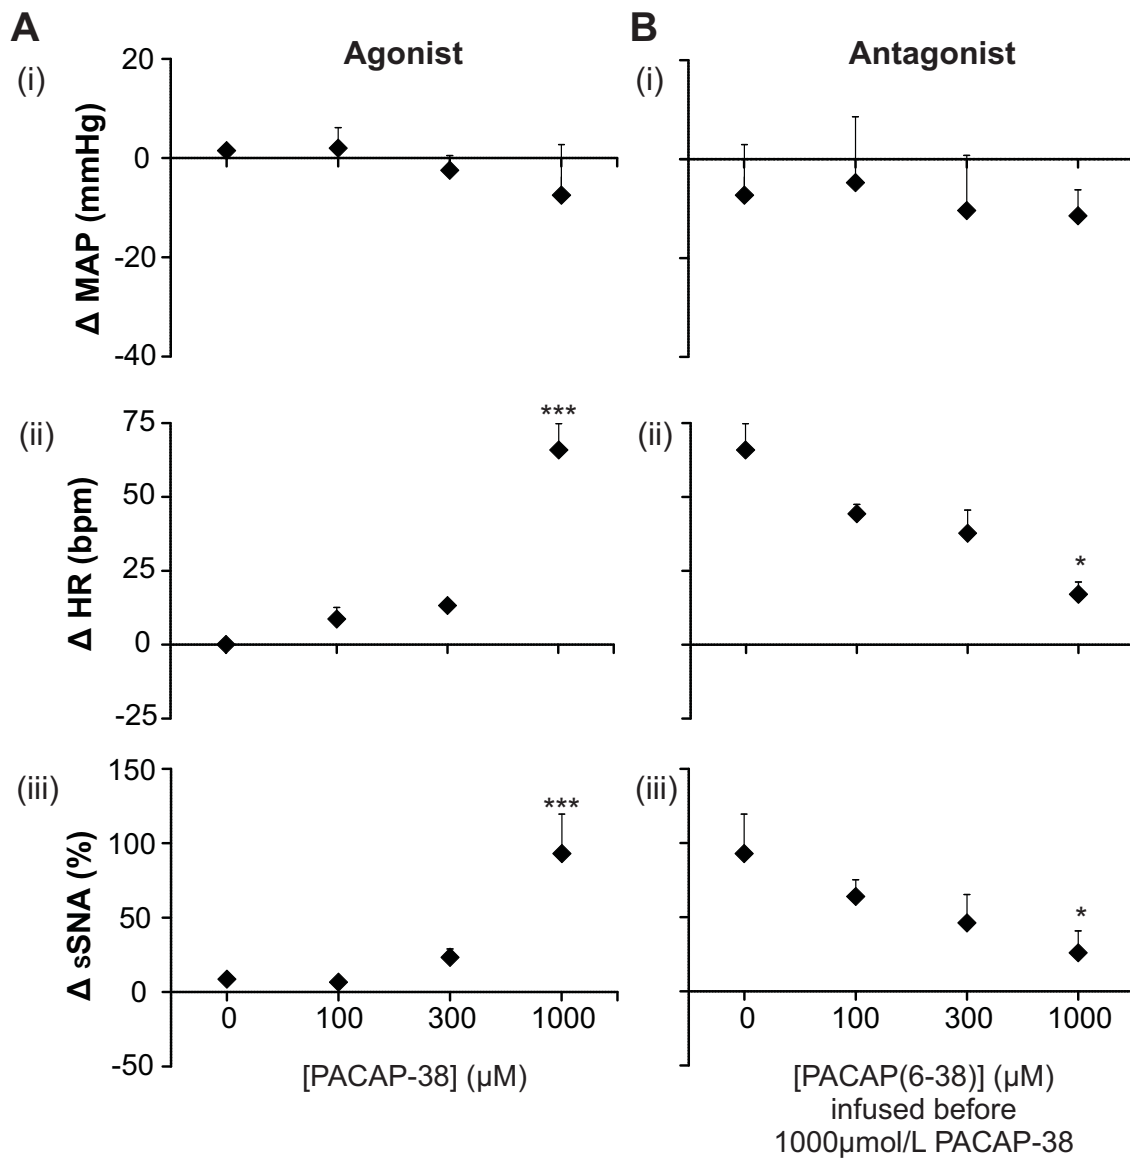 A
B
Agonist
Antagonist
(i)
(i)
Δ MAP (mmHg)
20
0
-20
-40
(ii)
(ii)
Δ HR (bpm)
75
50
25
0
-25
***
*
(iii)
(iii)
Δ sSNA (%)
150
100
50
0
-50
***
*
0 100 300 1000
0 100 300 1000
[PACAP-38] (µM)
[PACAP(6-38)] (µM)
infused before
1000µmol/L PACAP-38